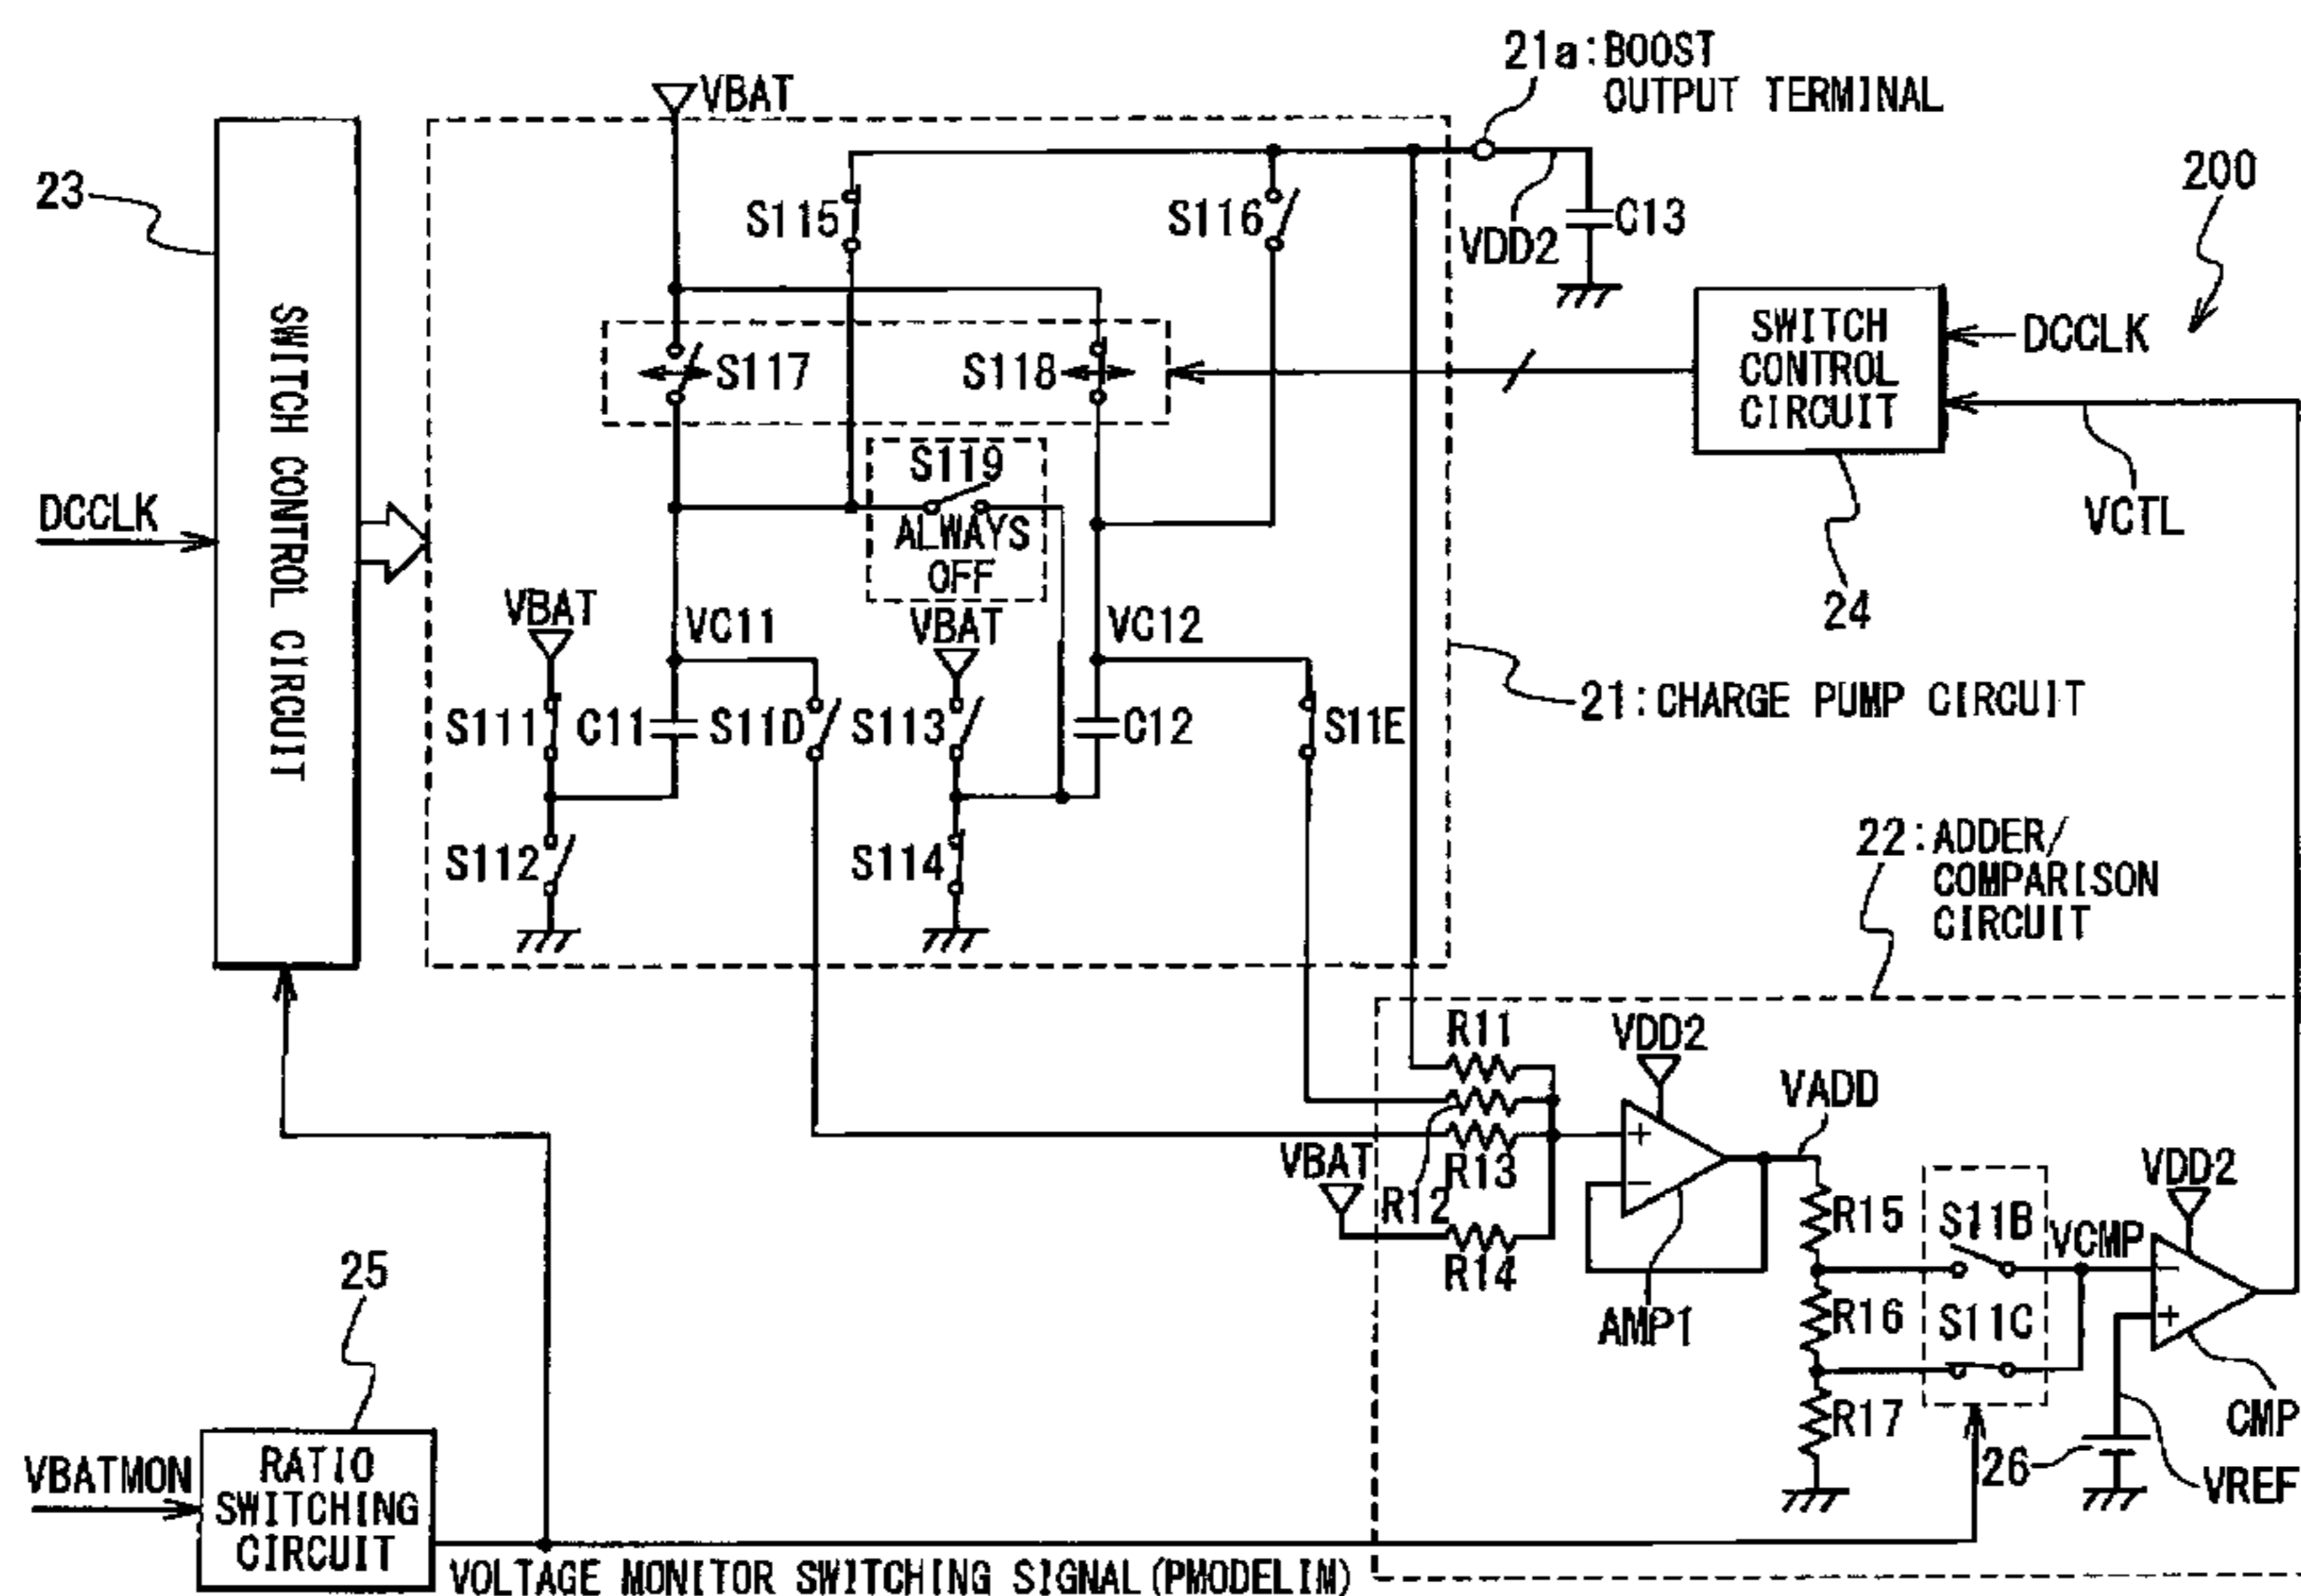 21a:BOOST
OUTPUT TERMINAL
VBAT
200
23
S115
S116
C13
VDD2
SWITCH
CONTROL
CIRCUIT
DCCLK
S117
S118
SWITCH CONTROL CIRCUIT
S119
ALWAYS
OFF
DCCLK
VCTL
24
VBAT
VC11
VBAT
VC12
21:CHARGE PUMP CIRCUIT
S111
C11
S11D
S113
C12
S11E
S112
S114
22:ADDER/
COMPARISON
CIRCUIT
R11
VDD2
VADD
VBAT
R13
R12
VDD2
R15
S11B
VCMP
R14
25
AMP1
R16
S11C
R17
CMP
26
VREF
VBATMON
RATIO
SWITCHING
CIRCUIT
VOLTAGE MONITOR SWITCHING SIGNAL(PMODELIM)